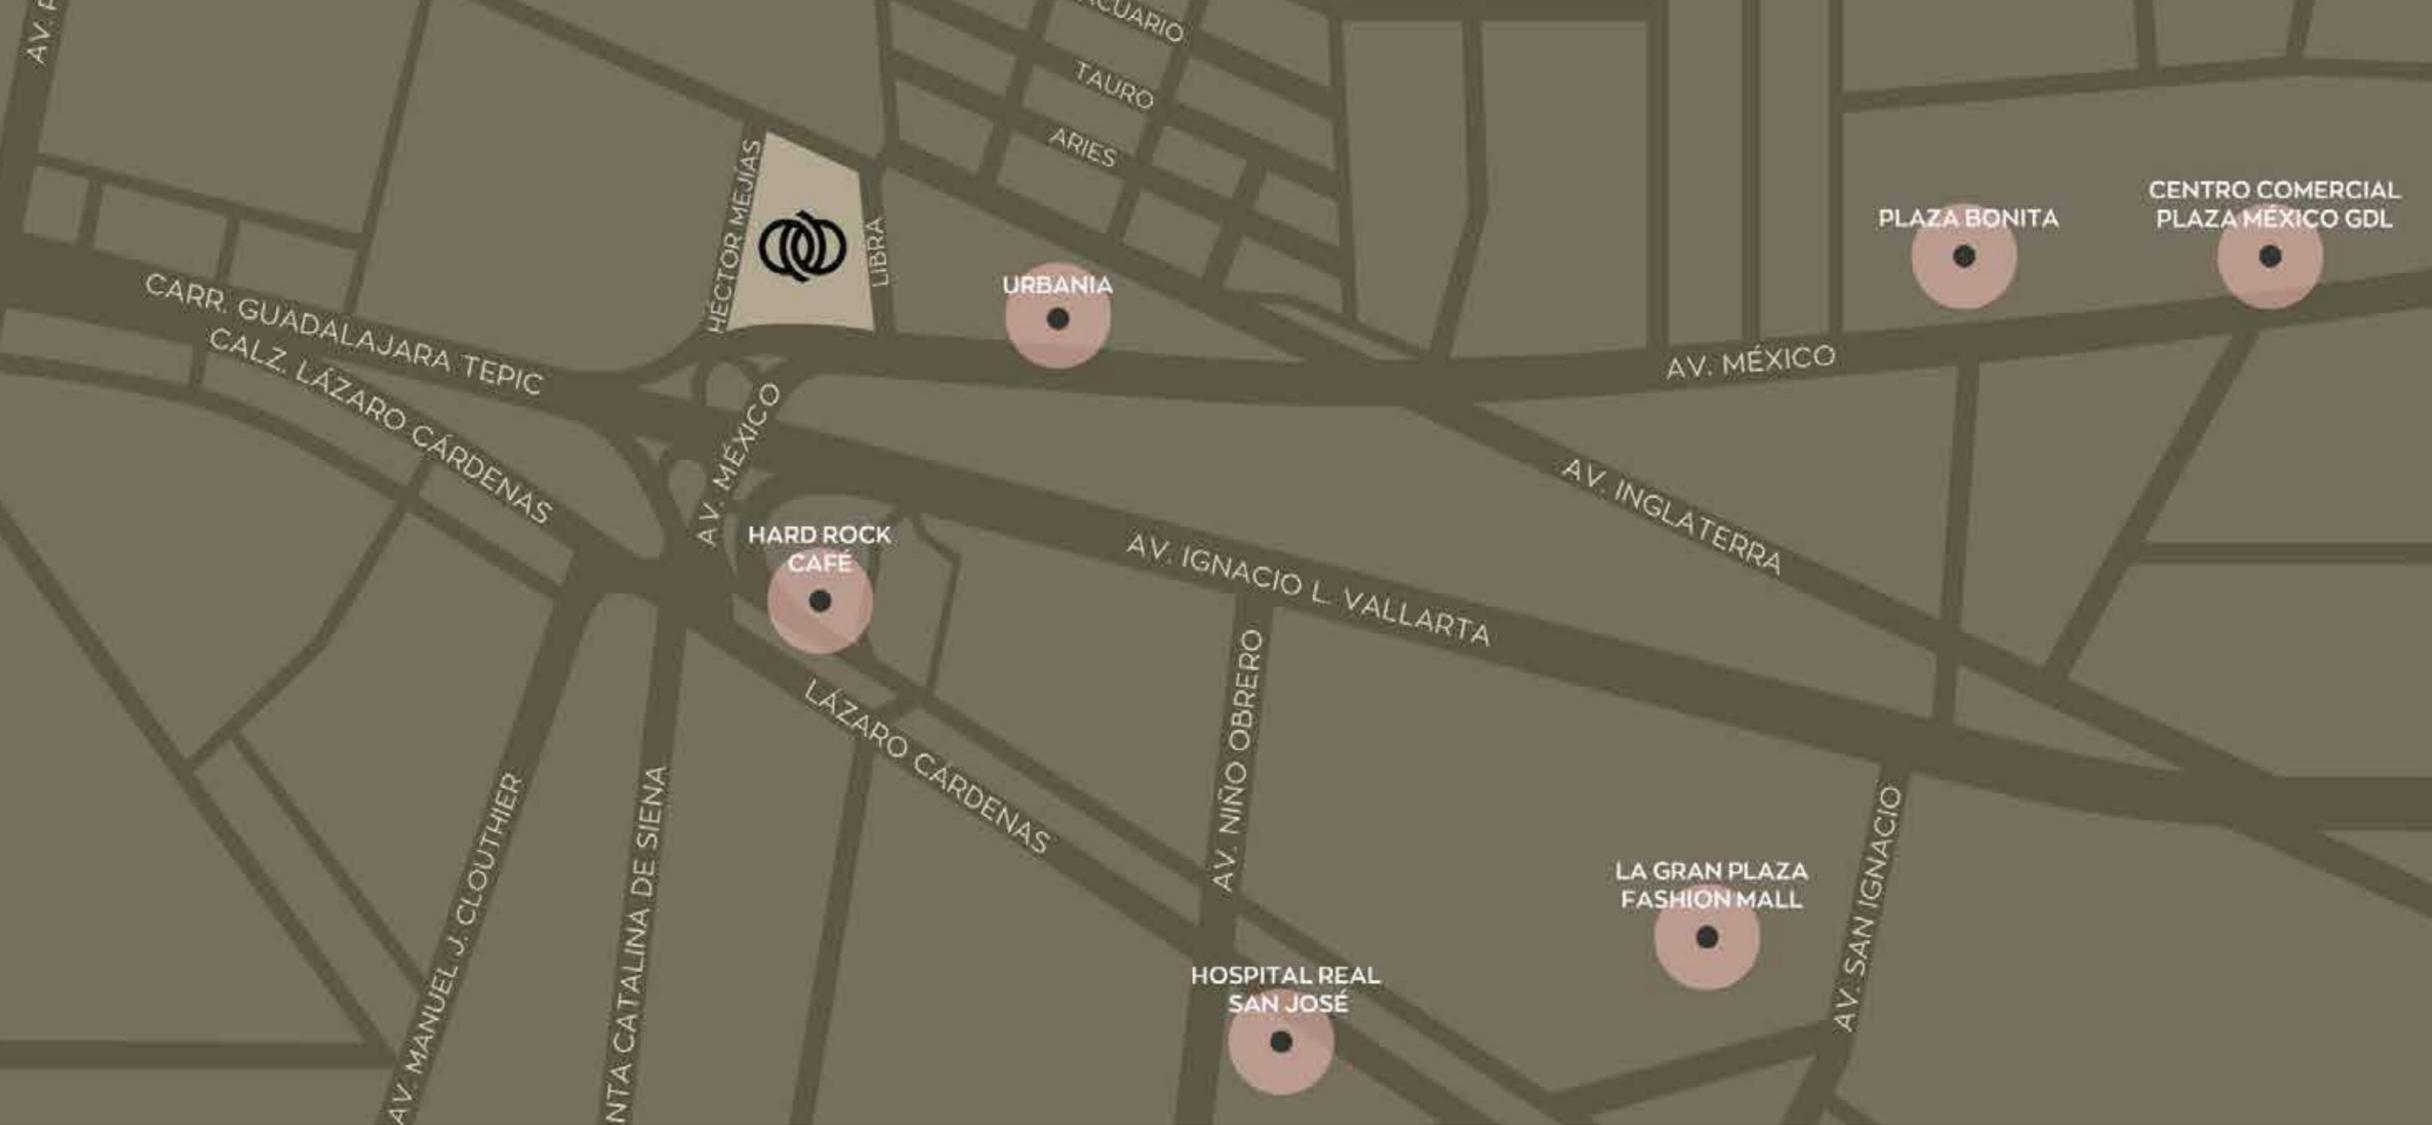 ACUARIO
TAURO
ARIES
HÉCTOR MEJÍAS
LIBRA
URBANIA
PLAZA BONITA
CENTRO COMERCIAL
PLAZA MÉXICO GDL
CARR. GUADALAJARA TEPIC
CALZ. LÁZARO CÁRDENAS
AV. MÉXICO
AV. MÉXICO
AV. INGLATERRA
HARD ROCK
CAFÉ
AV. IGNACIO L. VALLARTA
LÁZARO CÁRDENAS
AV. NIÑO OBRERO
AV. MANUEL J. CLOUTHIER
NTA CATALINA DE SIENA
LA GRAN PLAZA
FASHION MALL
AV. SAN IGNACIO
HOSPITAL REAL
SAN JOSÉ
AV.